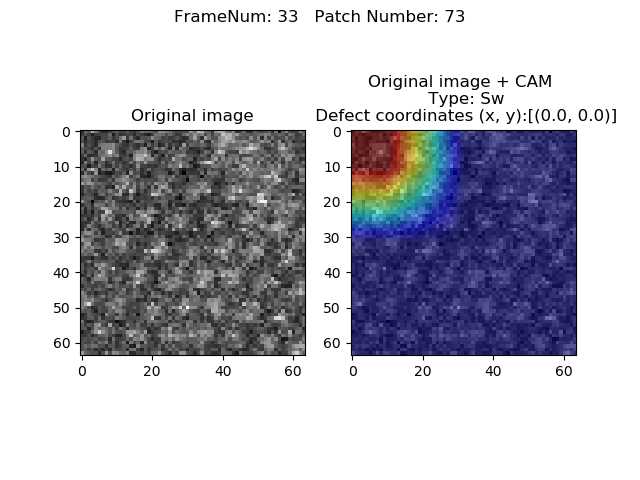 FrameNum: 33   Patch Number: 73
Original image
0
10
20
30
40
50
60
0 20 40 60
Original image + CAM
Type: Sw
Defect coordinates (x, y):[(0.0, 0.0)]
0
10
20
30
40
50
60
0 20 40 60